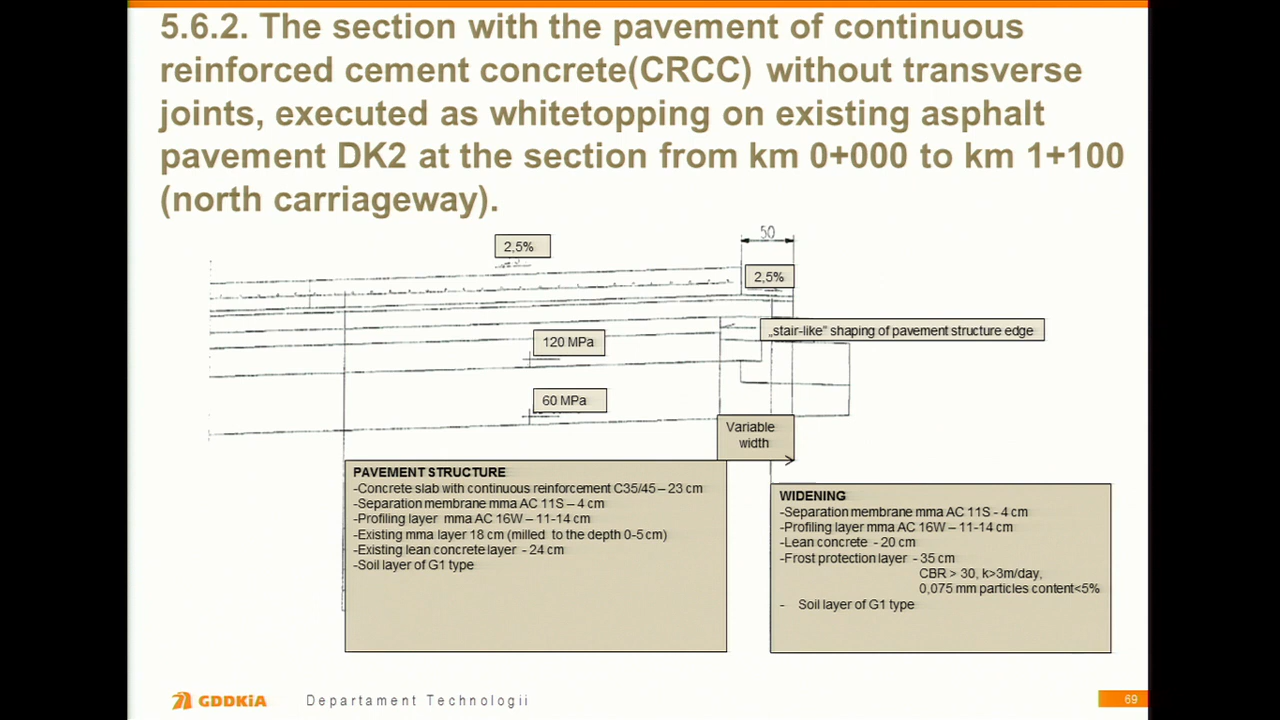 5.6.2. The section with the pavement of continuous
reinforced cement concrete(CRCC) without transverse
joints, executed as whitetopping on existing asphalt
pavement DK2 at the section from km 0+000 to km 1+100
(north carriageway).
50
2,5%
2,5%
„stair-like” shaping of pavement structure edge
120 MPa
60 MPa
Variable
width
PAVEMENT STRUCTURE
-Concrete slab with continuous reinforcement C35/45 – 23 cm
-Separation membrane mma AC 11S – 4 cm
-Profiling layer mma AC 16W – 11-14 cm
-Existing mma layer 18 cm (milled to the depth 0-5 cm)
-Existing lean concrete layer - 24 cm
-Soil layer of G1 type
WIDENING
-Separation membrane mma AC 11S - 4 cm
-Profiling layer mma AC 16W – 11-14 cm
-Lean concrete - 20 cm
-Frost protection layer - 35 cm
CBR > 30, k>3m/day,
0,075 mm particles content<5%
- Soil layer of G1 type
GDDKiA
Departament Technologii
69